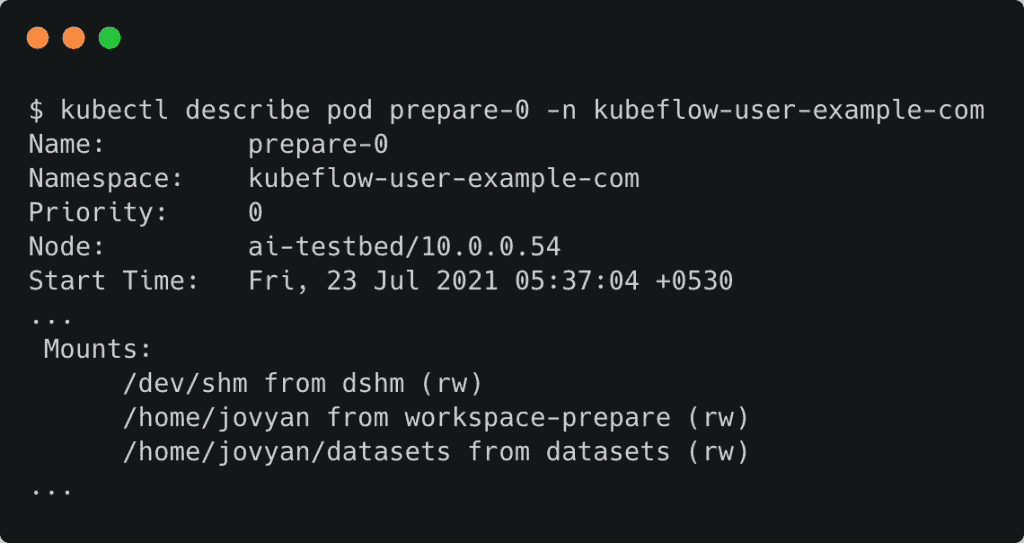 $ kubectl describe pod prepare-0 -n kubeflow-user-example-com
Name:         prepare-0
Namespace:    kubeflow-user-example-com
Priority:     0
Node:         ai-testbed/10.0.0.54
Start Time:   Fri, 23 Jul 2021 05:37:04 +0530
...
 Mounts:
      /dev/shm from dshm (rw)
      /home/jovyan from workspace-prepare (rw)
      /home/jovyan/datasets from datasets (rw)
...